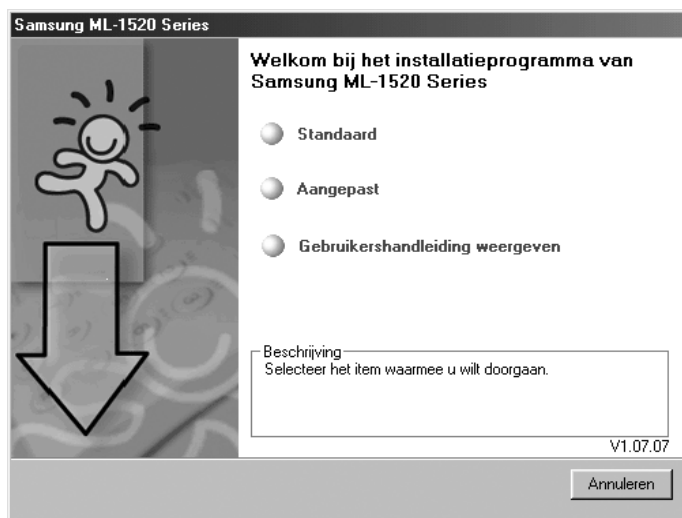 Samsung ML-1520 Series
Welkom bij het installatieprogramma van
Samsung ML-1520 Series
Standaard
Aangepast
Gebruikershandleiding weergeven
Beschrijving
Selecteer het item waarmee u wilt doorgaan.
V1.07.07
Annuleren